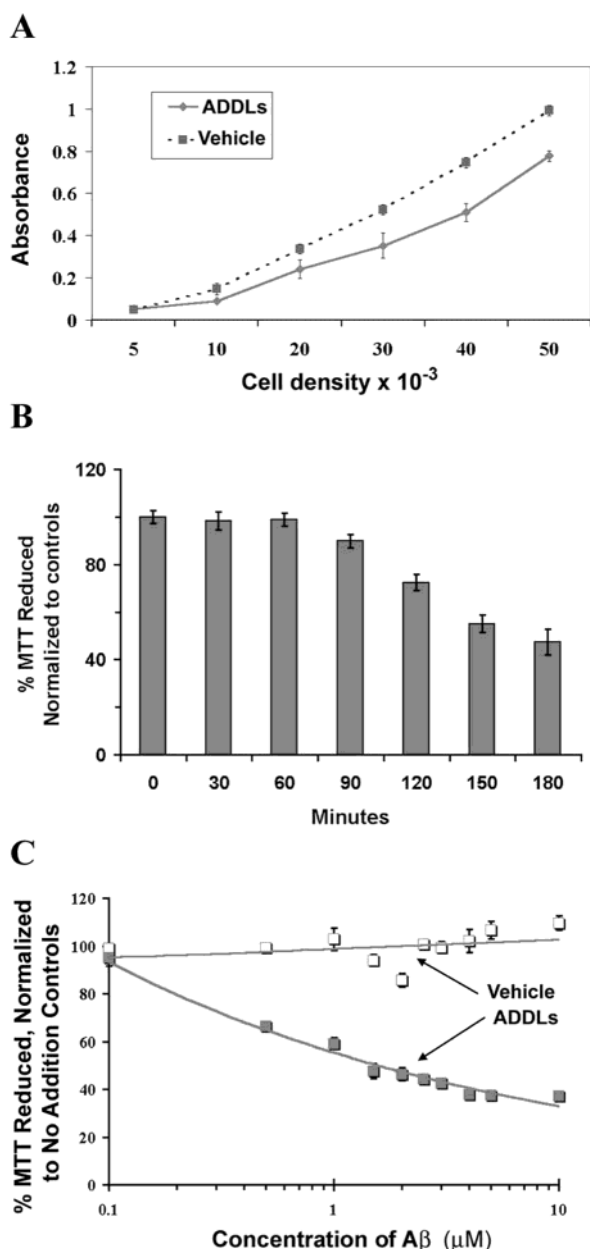 A
1.2
1
0.8
0.6
0.4
0.2
0
ADDLs
Vehicle
Absorbance
5 10 20 30 40 50
Cell density x 10⁻³
B
120
80
40
0
% MTT Reduced
Normalized to controls
0 30 60 90 120 150 180
Minutes
C
120
100
80
60
40
20
0
% MTT Reduced, Normalized
to No Addition Controls
Vehicle
ADDLs
0.1 1 10
Concentration of Aβ (μM)